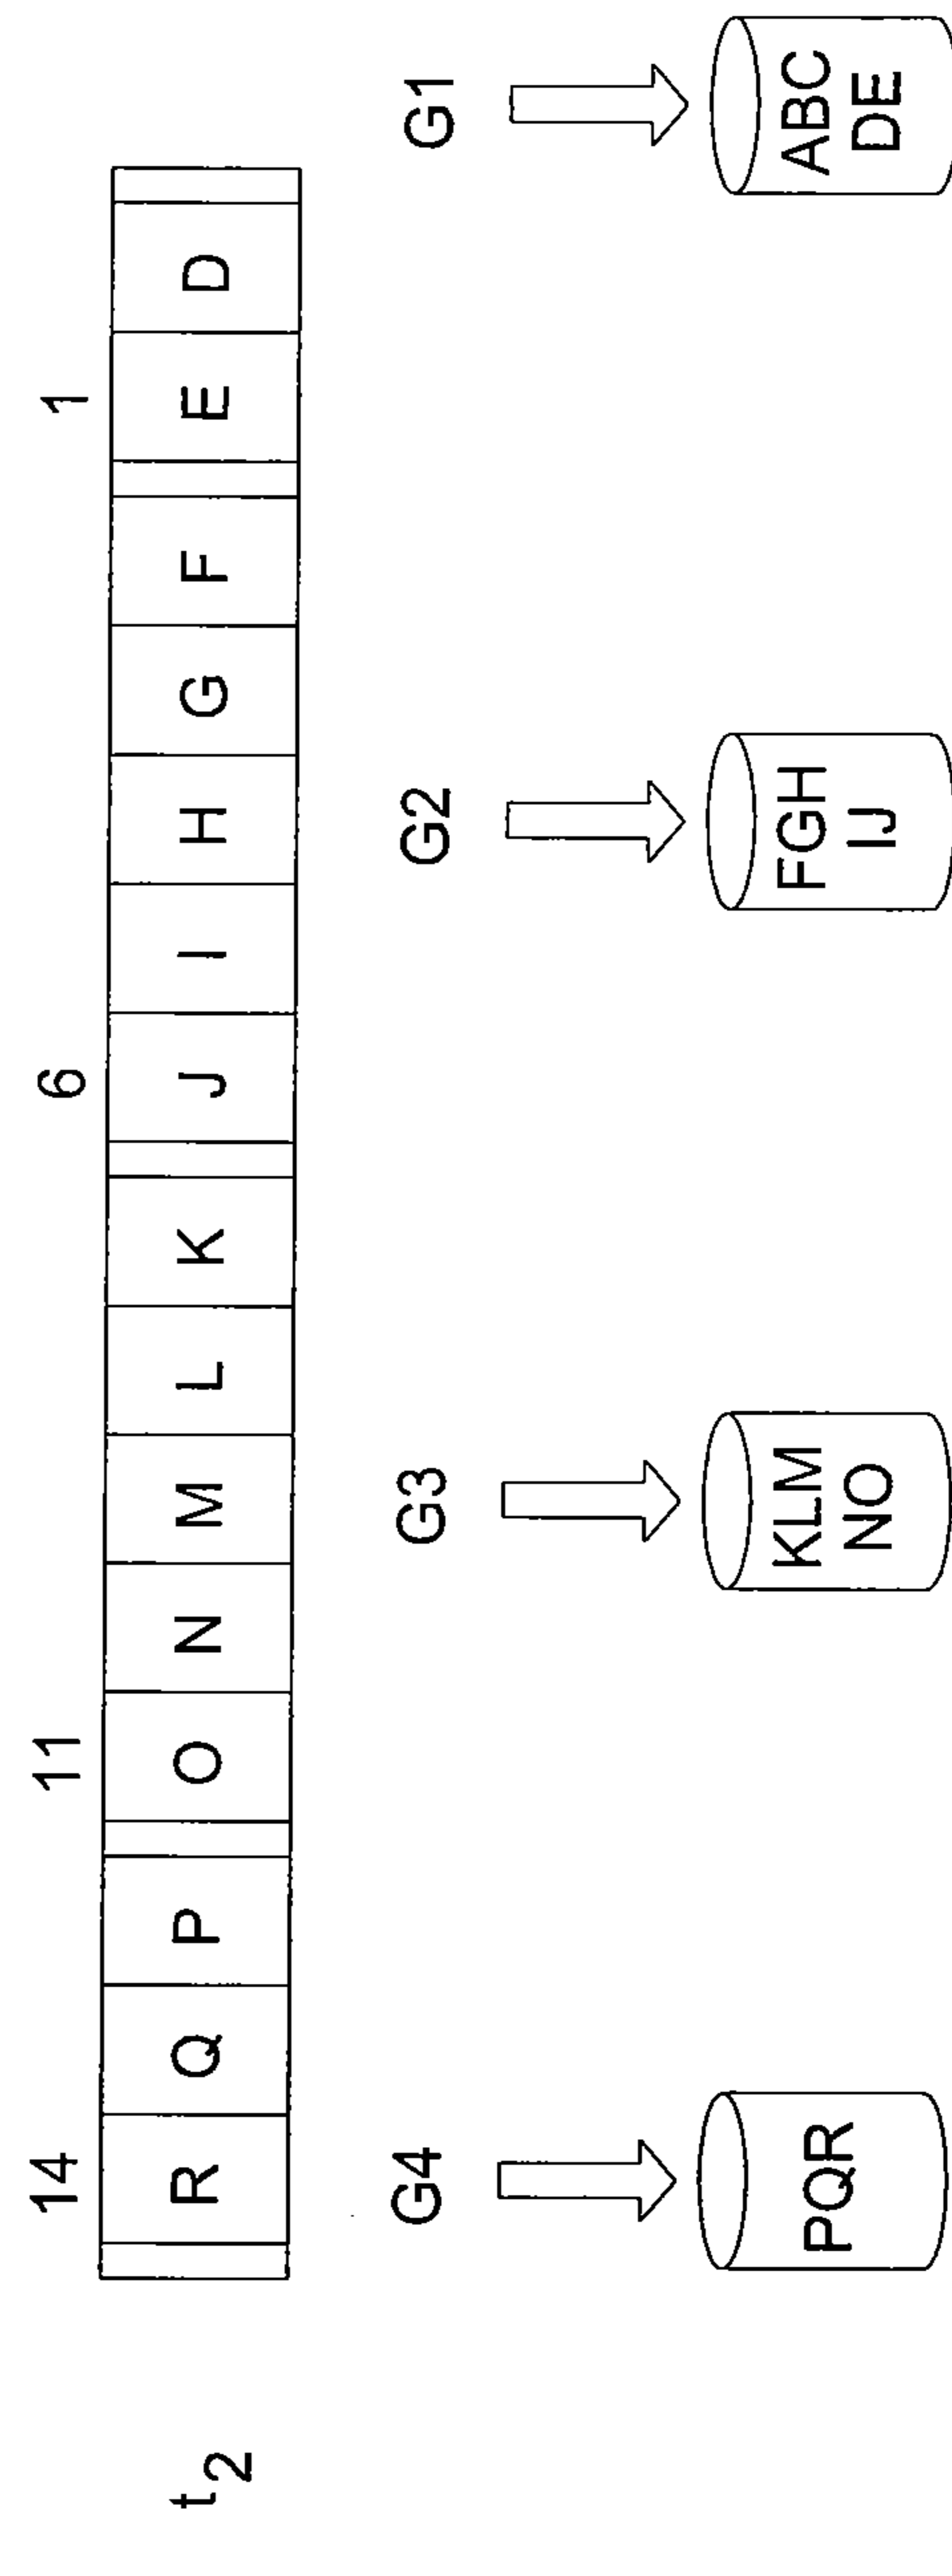 14 11 6 1
t2 R Q P O N M L K J I H G F E D
G4 G3 G2 G1
PQR
KLM
NO
FGH
IJ
ABC
DE